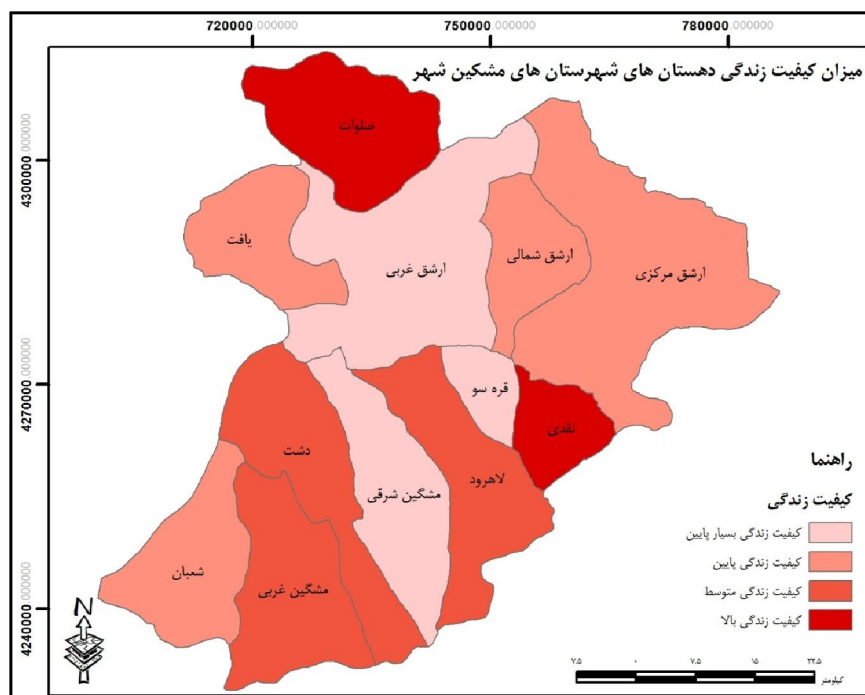 720000.000000 750000.000000 780000.000000
میزان کیفیت زندگی دهستان های شهرستان های مشکین شهر
صلوات
4300000.000000
یافت
ارشق غربی
ارشق شمالی
ارشق مرکزی
4270000.000000
قره سو
نقدی
دشت
لاهرود
مشگین شرقی
شعبان
مشگین غربی
4240000.000000
راهنما
کیفیت زندگی
کیفیت زندگی بسیار پایین
کیفیت زندگی پایین
کیفیت زندگی متوسط
کیفیت زندگی بالا
N
۷.۵ ۰ ۷.۵ ۱۵ ۲۲.۵
کیلومتر